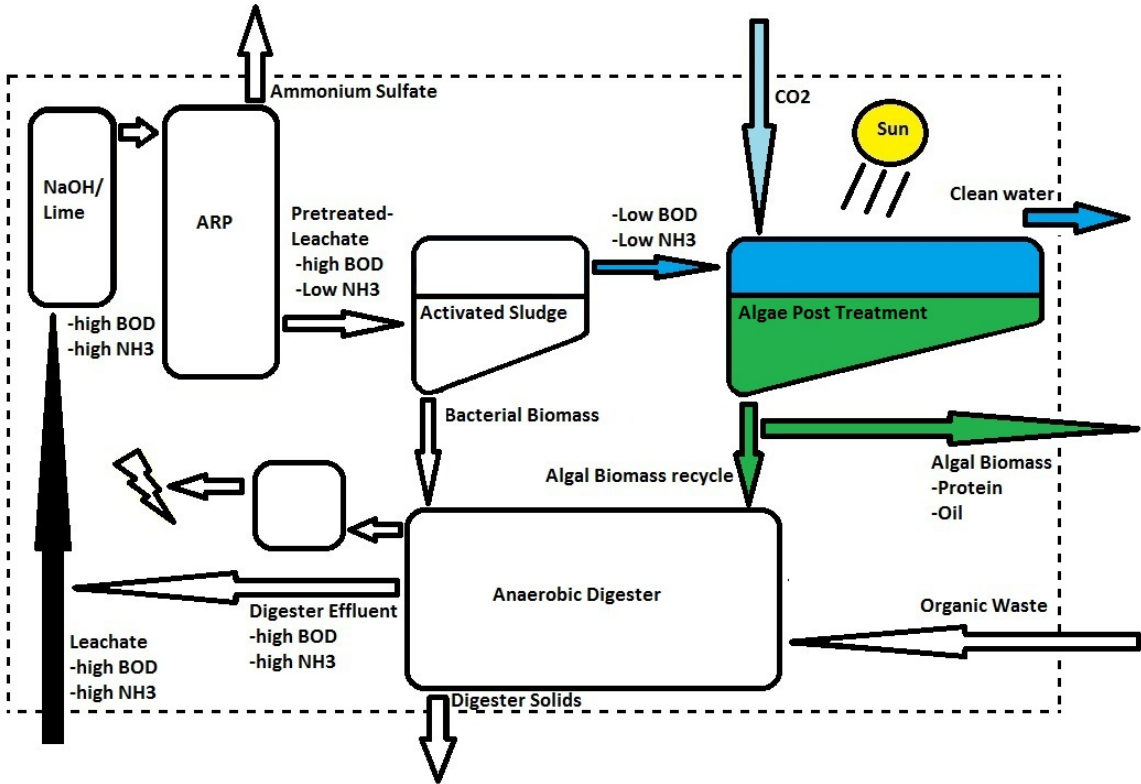 Ammonium Sulfate
CO2
Sun
Clean water
NaOH/
Lime
ARP
Pretreated-
Leachate
-high BOD
-Low NH3
-Low BOD
-Low NH3
-high BOD
-high NH3
Activated Sludge
Algae Post Treatment
Bacterial Biomass
Algal Biomass recycle
Algal Biomass
-Protein
-Oil
Anaerobic Digester
Organic Waste
Digester Effluent
-high BOD
-high NH3
Leachate
-high BOD
-high NH3
Digester Solids